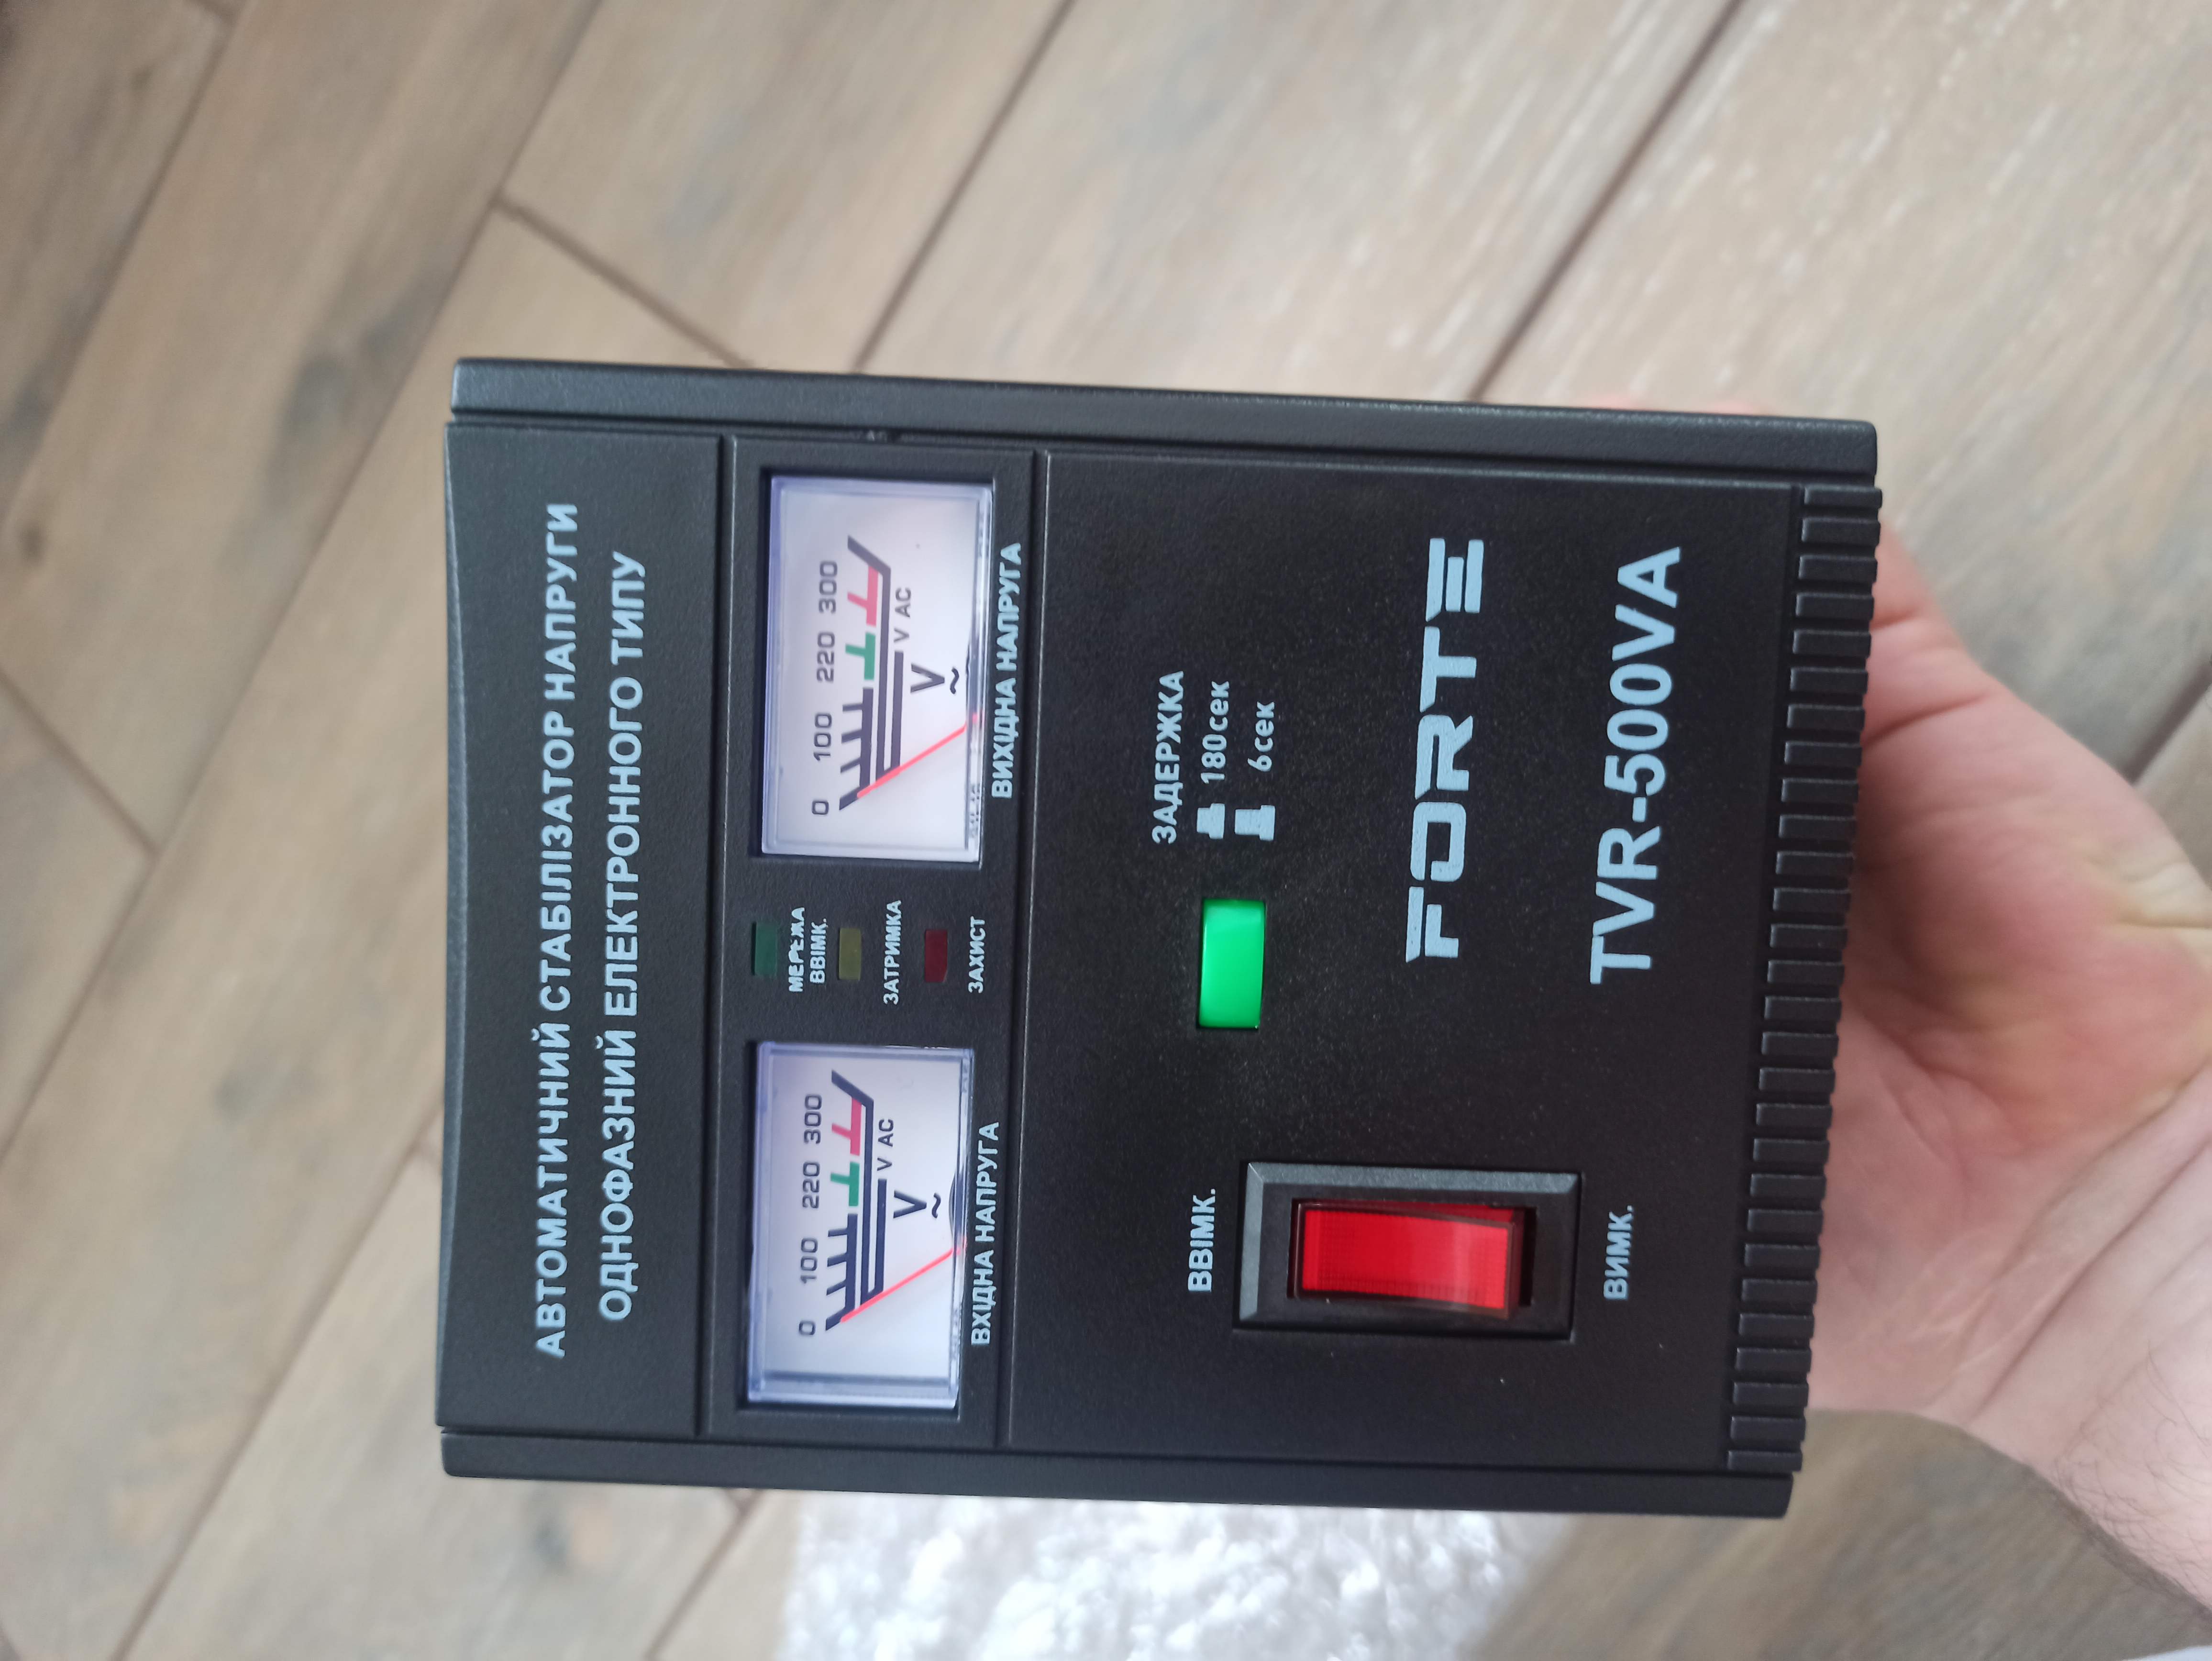 АВТОМАТИЧНИЙ СТАБІЛІЗАТОР НАПРУГИ
ОДНОФАЗНИЙ ЕЛЕКТРОННОГО ТИПУ
0 100 220 300
V AC
V
~
ВХІДНА НАПРУГА
МЕРЕЖА
ВВІМК.
ЗАТРИМКА
ЗАХИСТ
0 100 220 300
V AC
V
~
ВИХІДНА НАПРУГА
ВВІМК.
ВИМК.
ЗАДЕРЖКА
180сек
6сек
FORTE
TVR-500VA